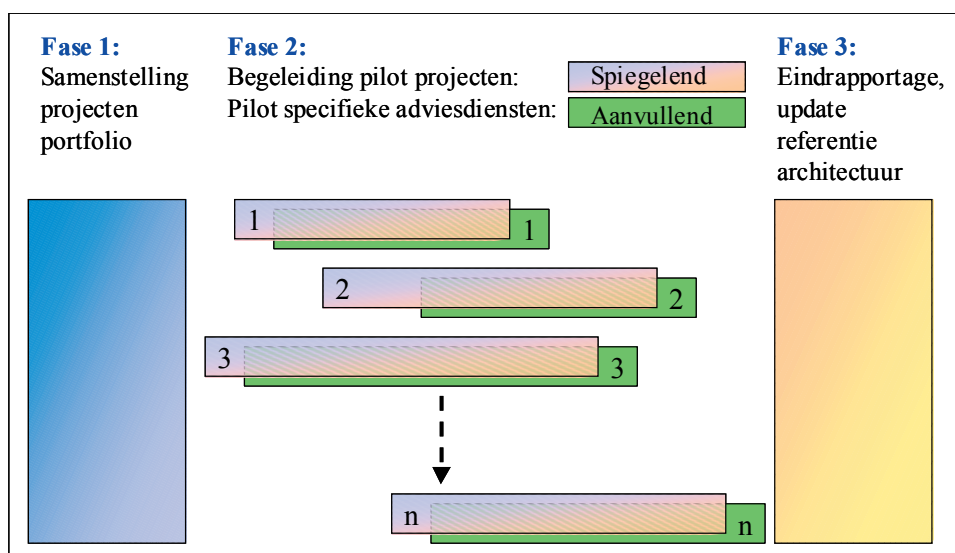 Fase 1:
Samenstelling
projecten
portfolio
Fase 2:
Begeleiding pilot projecten:
Spiegelend
Pilot specifieke adviesdiensten:
Aanvullend
Fase 3:
Eindrapportage,
update
referentie
architectuur
1
1
2
2
3
3
n
n